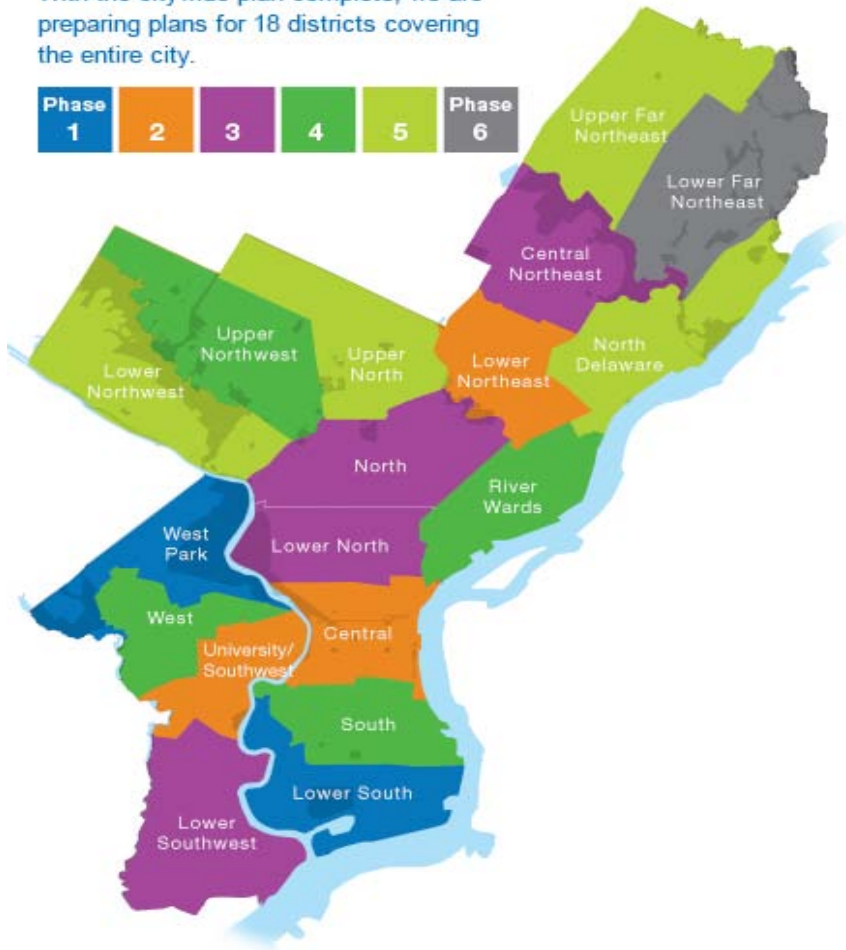 preparing plans for 18 districts covering
the entire city.
Phase
1
2
3
4
5
Phase
6
Upper Far
Northeast
Lower Far
Northeast
Central
Northeast
Upper
Northwest
Lower
Northwest
Upper
North
Lower
Northeast
North
Delaware
North
River
Wards
West
Park
Lower North
West
University/
Southwest
Central
South
Lower South
Lower
Southwest